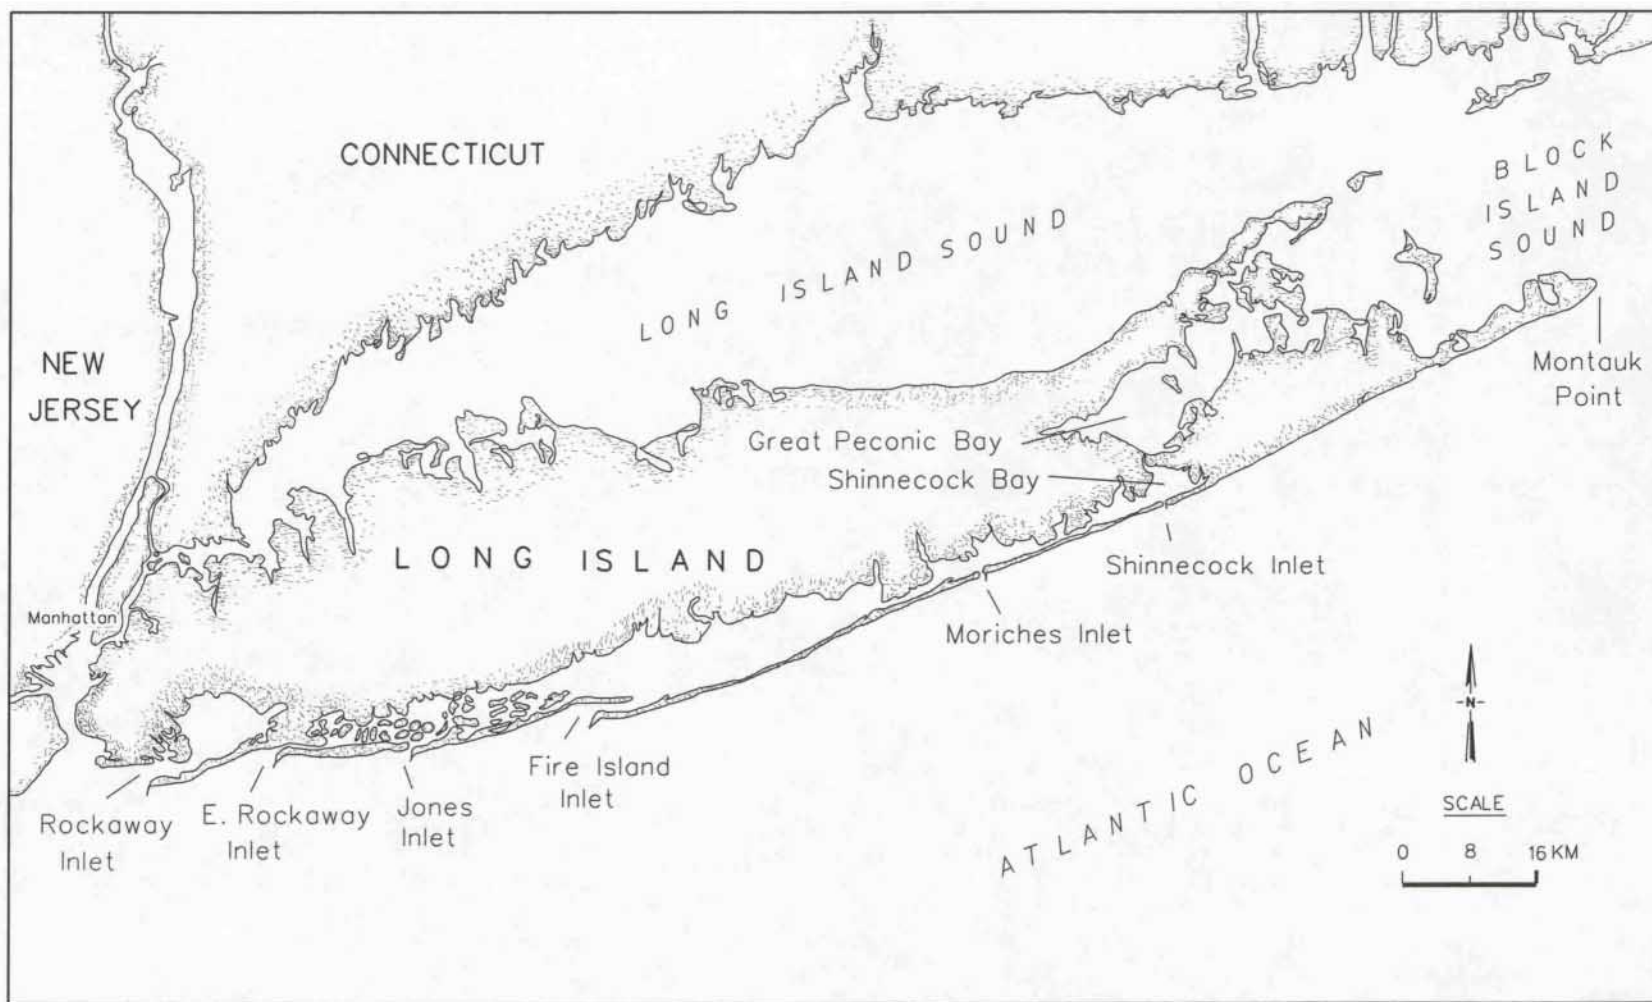 CONNECTICUT
BLOCK
ISLAND
SOUND
LONG ISLAND SOUND
NEW
JERSEY
Montauk
Point
Great Peconic Bay
Shinnecock Bay
LONG ISLAND
Shinnecock Inlet
Manhattan
Moriches Inlet
N
Fire Island
Inlet
ATLANTIC OCEAN
E. Rockaway
Inlet
Jones
Inlet
Rockaway
Inlet
SCALE
0 8 16 KM